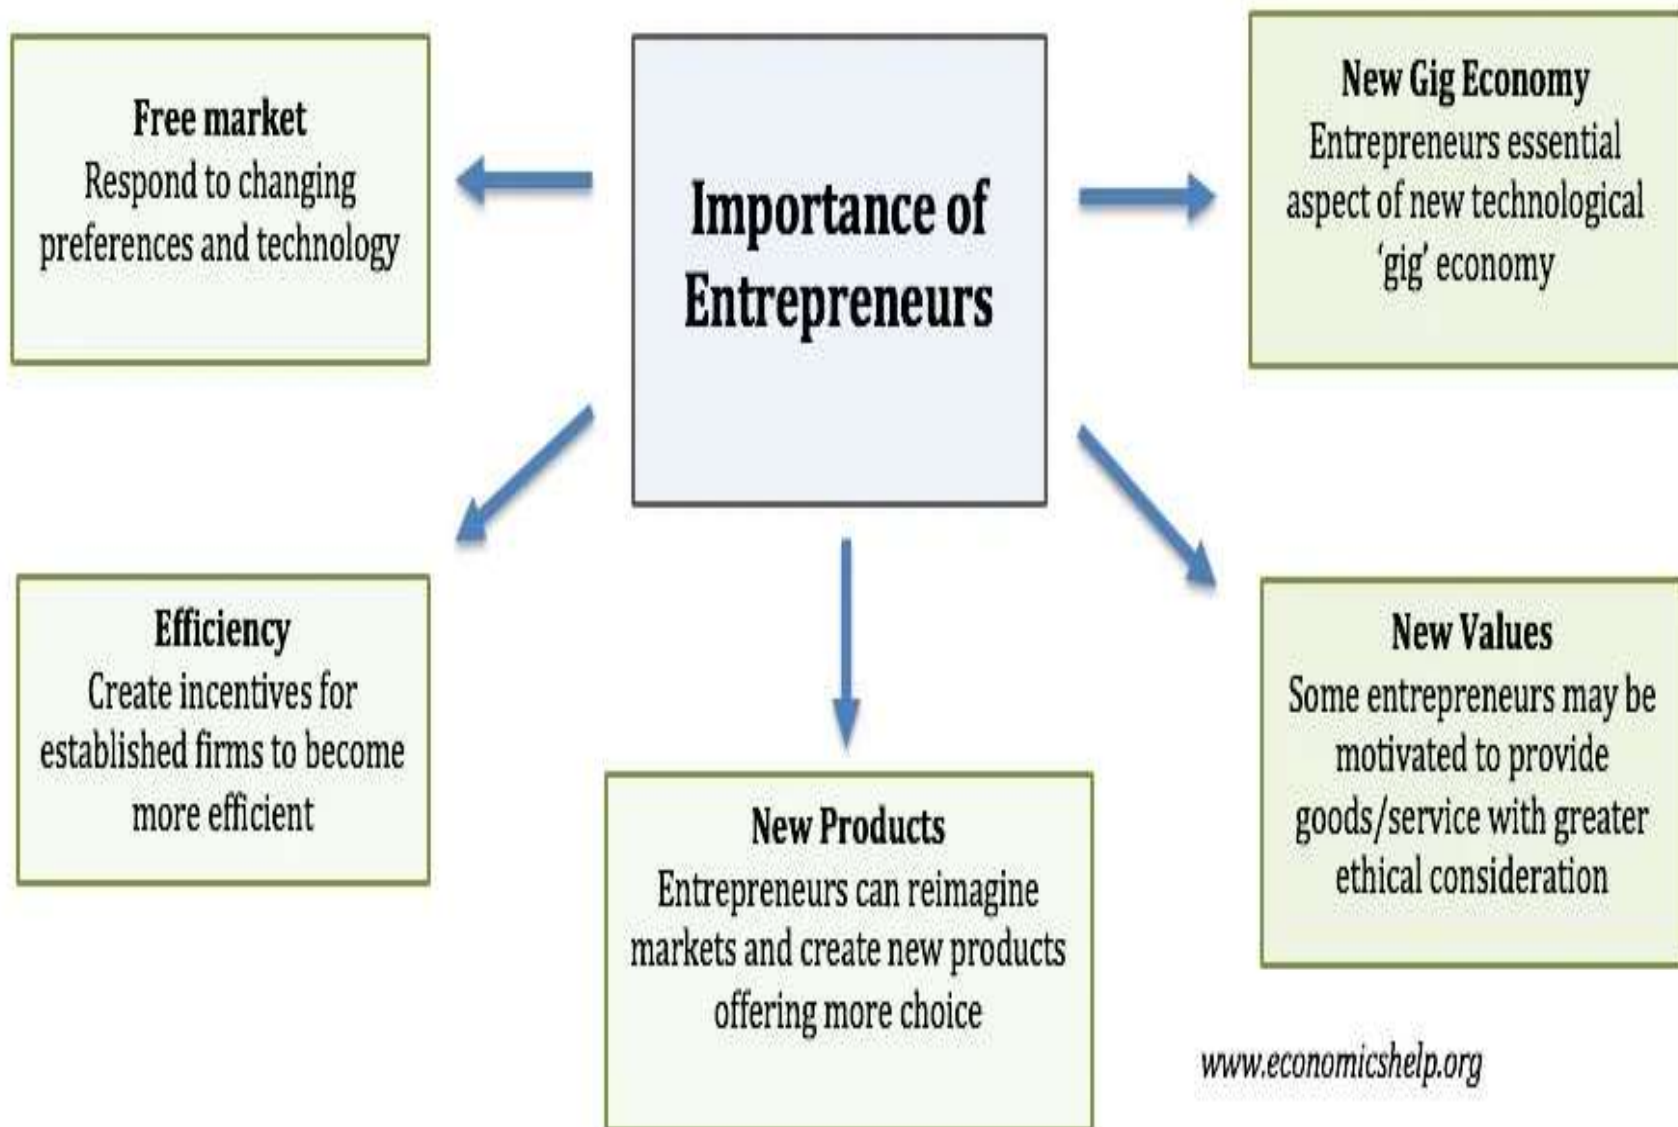 Importance of
Entrepreneurs
Free market
Respond to changing
preferences and technology
New Gig Economy
Entrepreneurs essential
aspect of new technological
‘gig’ economy
Efficiency
Create incentives for
established firms to become
more efficient
New Products
Entrepreneurs can reimagine
markets and create new products
offering more choice
New Values
Some entrepreneurs may be
motivated to provide
goods/service with greater
ethical consideration
www.economicshelp.org